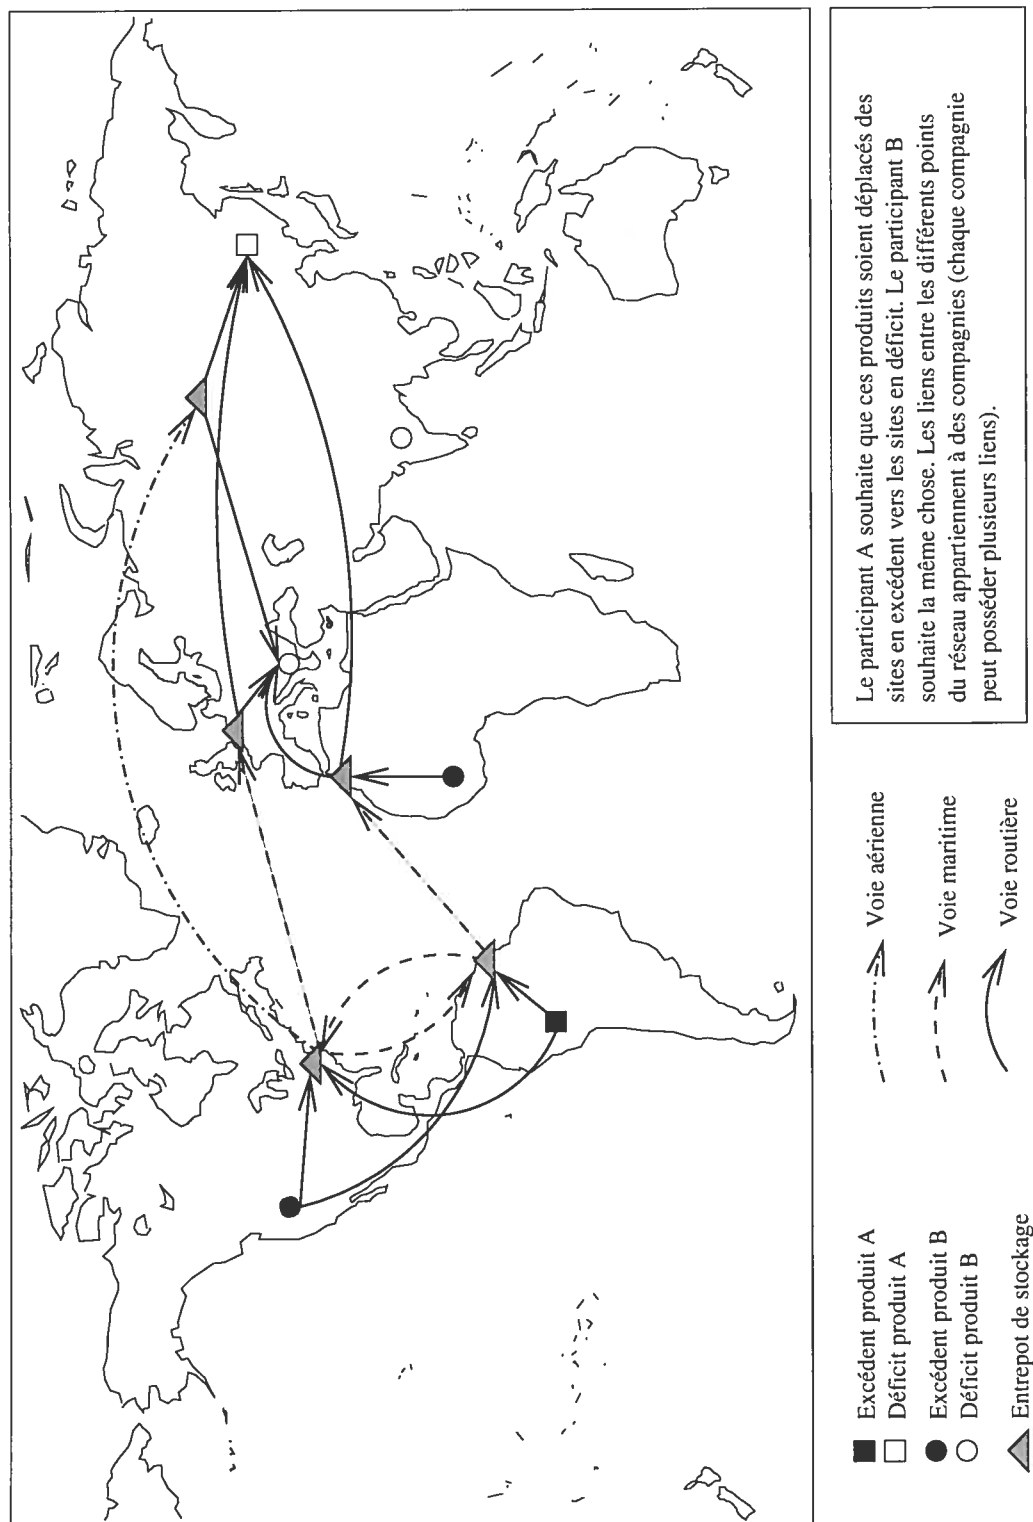 Excédent produit A
Déficit produit A
Excédent produit B
Déficit produit B
Entrepot de stockage
Voie aérienne
Voie maritime
Voie routière
Le participant A souhaite que ces produits soient déplacés des
sites en excédent vers les sites en déficit. Le participant B
souhaite la même chose. Les liens entre les différents points
du réseau appartiennent à des compagnies (chaque compagnie
peut posséder plusieurs liens).